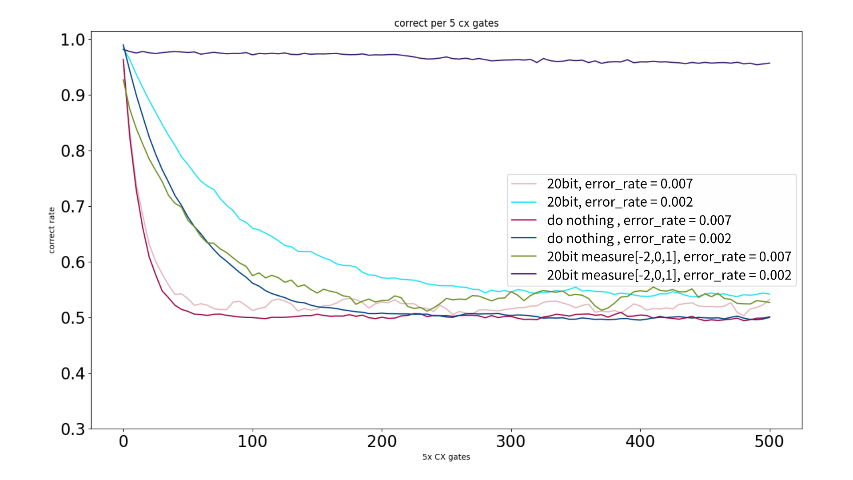 correct per 5 cx gates
1.0
0.9
0.8
0.7
0.6
0.5
0.4
0.3
correct rate
20bit, error_rate = 0.007
20bit, error_rate = 0.002
do nothing , error_rate = 0.007
do nothing , error_rate = 0.002
20bit measure[-2,0,1], error_rate = 0.007
20bit measure[-2,0,1], error_rate = 0.002
0 100 200 300 400 500
5x CX gates